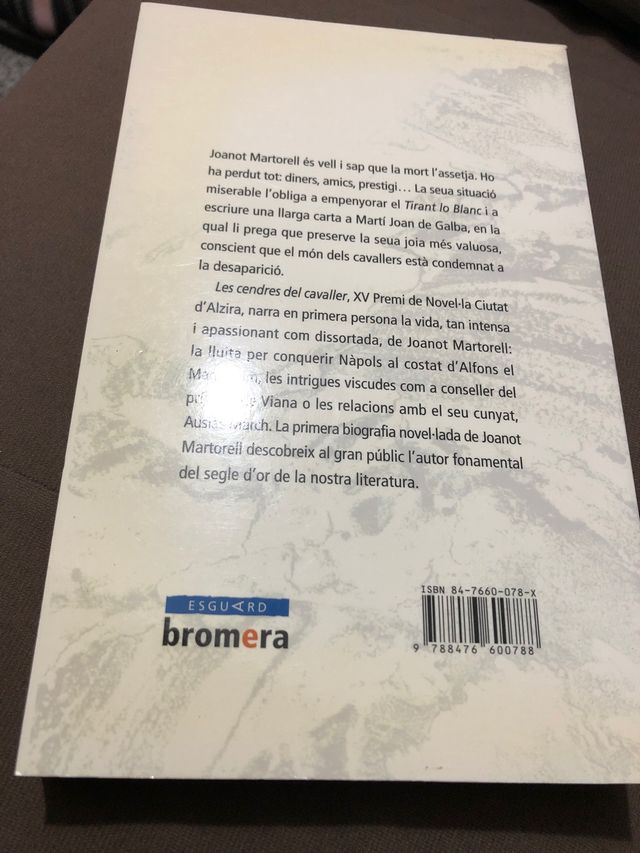 Joanot Martorell és vell i sap que la mort l'assetja. Ho
ha perdut tot: diners, amics, prestigi… La seua situació
miserable l'obliga a empenyorar el Tirant lo Blanc i a
escriure una llarga carta a Martí Joan de Galba, en la
qual li prega que preserve la seua joia més valuosa,
conscient que el món dels cavallers està condemnat a
la desaparició.
Les cendres del cavaller, XV Premi de Novel·la Ciutat
d'Alzira, narra en primera persona la vida, tan intensa
i apassionant com dissortada, de Joanot Martorell:
la lluita per conquerir Nàpols al costat d'Alfons el
les intrigues viscudes com a conseller del
Viana o les relacions amb el seu cunyat,
Ausiàs March. La primera biografia novel·lada de Joanot
Martorell descobreix al gran públic l'autor fonamental
del segle d'or de la nostra literatura.
ESGUARD
bromera
ISBN 84-7660-078-X
9 788476 600788